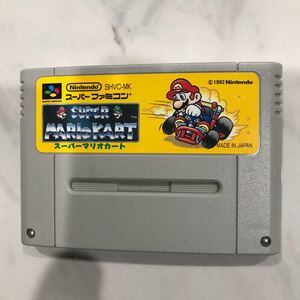 Nintendo SHVC-MK
スーパーファミコン
© 1992 Nintendo
SUPER
MARIO KART
TM
スーパーマリオカート
MADE IN JAPAN